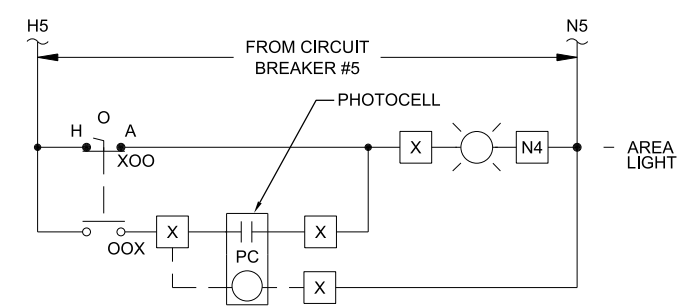 H5 N5
FROM CIRCUIT
BREAKER #5
PHOTOCELL
O
H A
XOO
X N4
AREA
LIGHT
X X
OOX
PC
X